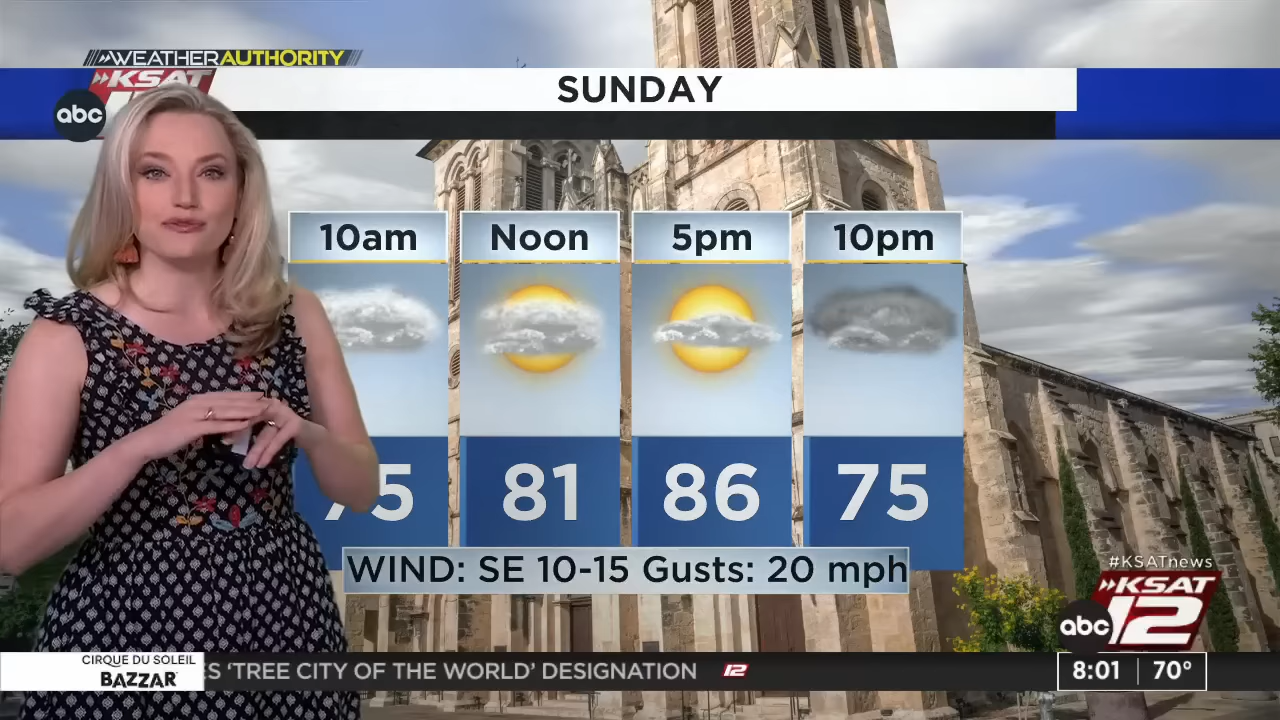 WEATHER AUTHORITY
KSAT
abc
SUNDAY
10am
Noon
5pm
10pm
81
86
75
WIND: SE 10-15 Gusts: 20 mph
#KSATnews
KSAT
abc 12
CIRQUE DU SOLEIL
BAZZAR
'TREE CITY OF THE WORLD' DESIGNATION
12
8:01 70°